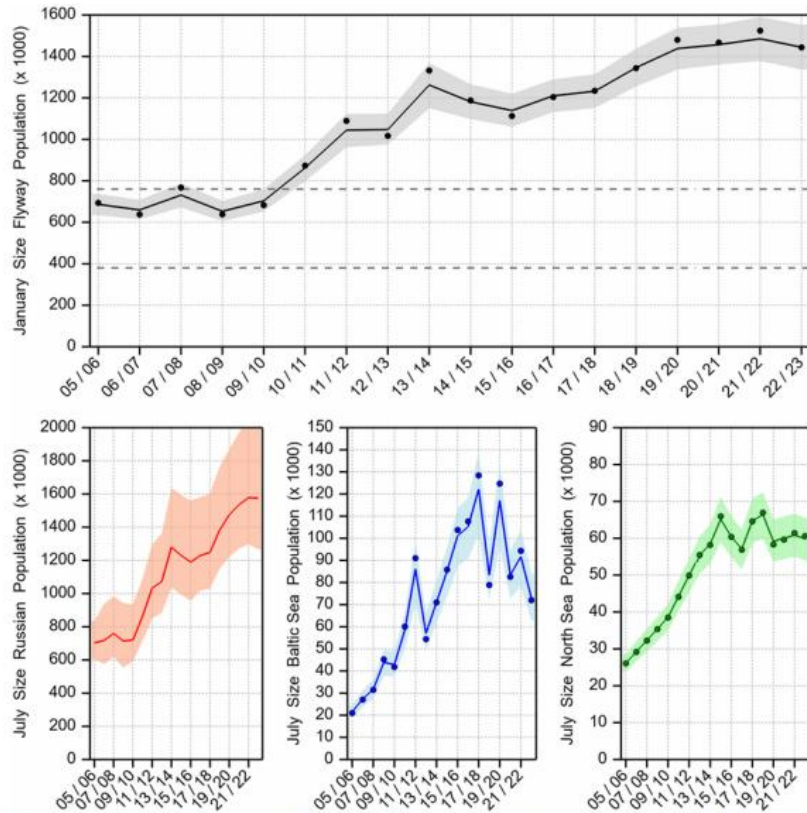 January Size Flyway Population (x 1000)
1600
1400
1200
1000
800
600
400
200
0
05 / 06
06 / 07
07 / 08
08 / 09
09 / 10
10 / 11
11 / 12
12 / 13
13 / 14
14 / 15
15 / 16
16 / 17
17 / 18
18 / 19
19 / 20
20 / 21
21 / 22
22 / 23
July Size Russian Population (x 1000)
2000
1800
1600
1400
1200
1000
800
600
400
200
0
05 / 06
07 / 08
09 / 10
11 / 12
13 / 14
15 / 16
17 / 18
19 / 20
21 / 22
July Size Baltic Sea Population (x 1000)
150
140
130
120
110
100
90
80
70
60
50
40
30
20
10
0
05 / 06
07 / 08
09 / 10
11 / 12
13 / 14
15 / 16
17 / 18
19 / 20
21 / 22
July Size North Sea Population (x 1000)
90
80
70
60
50
40
30
20
10
0
05 / 06
07 / 08
09 / 10
11 / 12
13 / 14
15 / 16
17 / 18
19 / 20
21 / 22